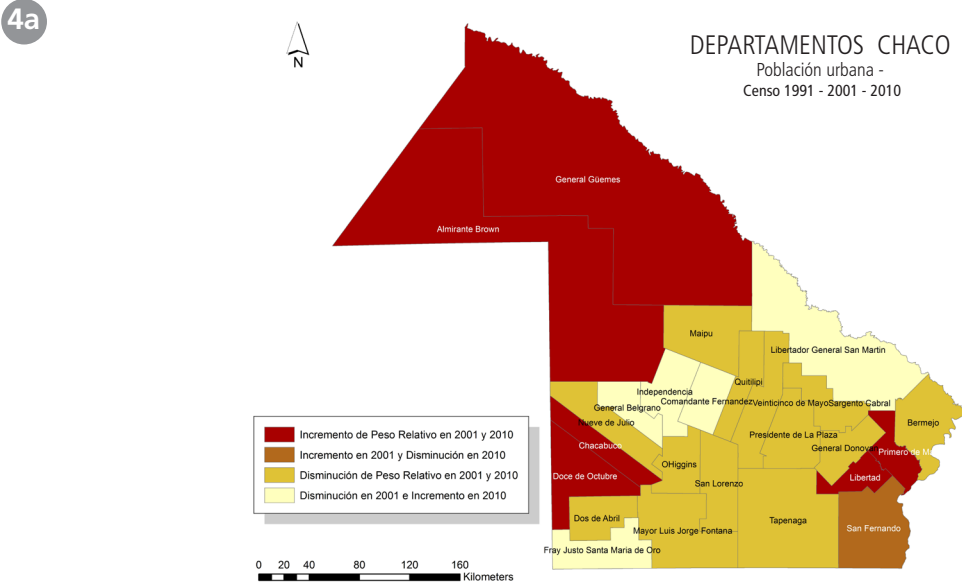 4a
N
DEPARTAMENTOS CHACO
Población urbana -
Censo 1991 - 2001 - 2010
General Güemes
Almirante Brown
Maipu
Libertador General San Martin
Quitilipi
Independencia
Comandante Fernandez
Veinticinco de Mayo
Sargento Cabral
General Belgrano
Nueve de Julio
Bermejo
Presidente de La Plaza
General Donovan
Chacabuco
Primero de Ma
OHiggins
Doce de Octubre
Libertad
San Lorenzo
Dos de Abril
Mayor Luis Jorge Fontana
Tapenaga
San Fernando
Fray Justo Santa Maria de Oro
Incremento de Peso Relativo en 2001 y 2010
Incremento en 2001 y Disminución en 2010
Disminución de Peso Relativo en 2001 y 2010
Disminución en 2001 e Incremento en 2010
0 20 40 80 120 160
Kilometers